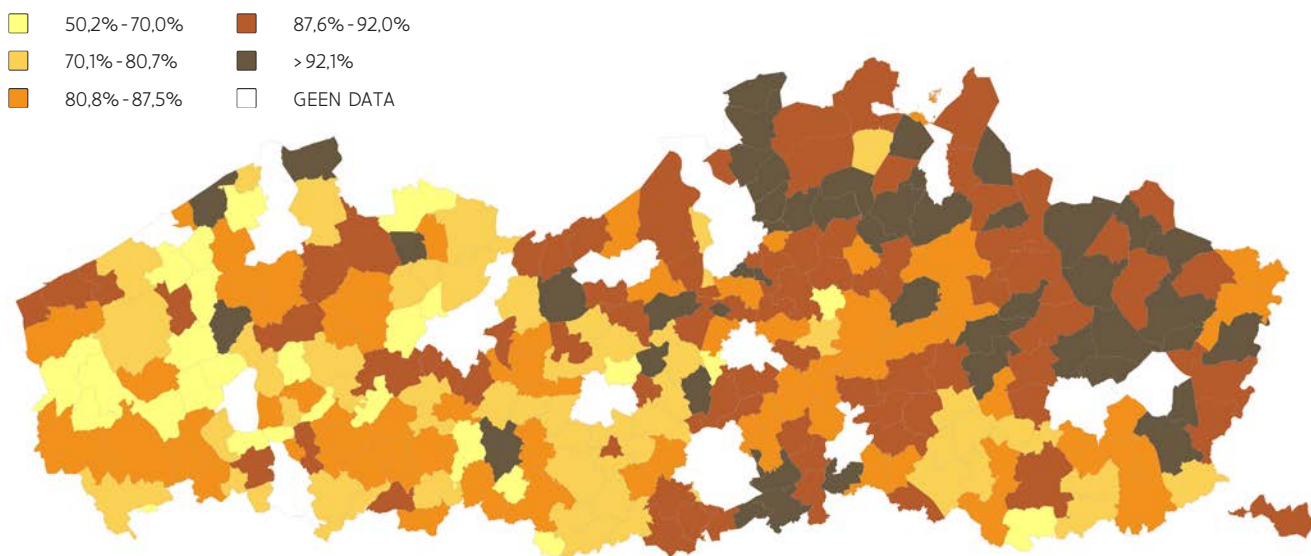 50,2% - 70,0%
70,1% - 80,7%
80,8% - 87,5%
87,6% - 92,0%
> 92,1%
GEEN DATA